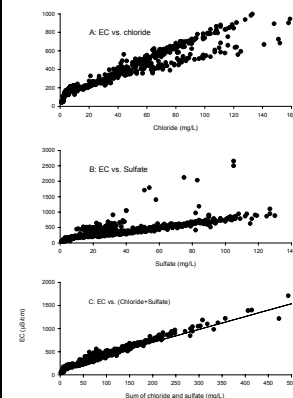 1000
800
600
400
200
0
A: EC vs. chloride
0 20 40 60 80 100 120 140 160
Chloride (mg/L)
3000
2500
2000
1500
1000
500
0
B: EC vs. Sulfate
0 20 40 60 80 100 120 140
Sulfate (mg/L)
2000
1500
1000
500
0
EC (µS/cm)
C: EC vs. (Chloride+Sulfate)
0 50 100 150 200 250 300 350 400 450 500
Sum of chloride and sulfate (mg/L)